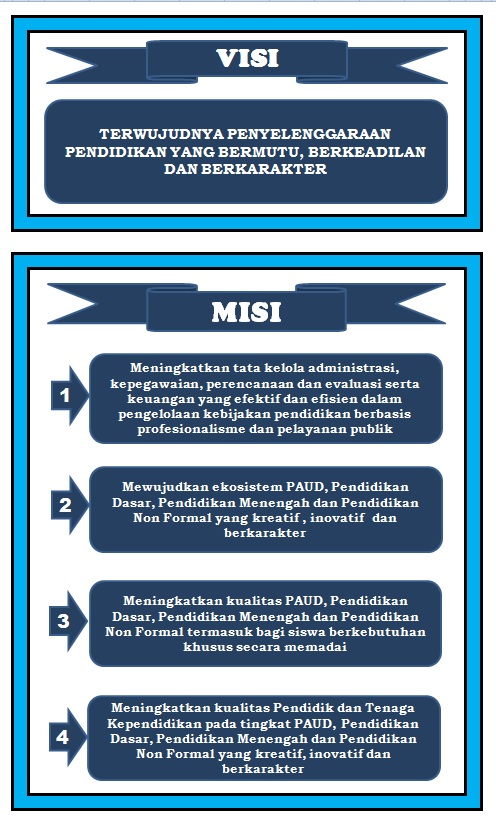 VISI
TERWUJUDNYA PENYELENGGARAAN
PENDIDIKAN YANG BERMUTU, BERKEADILAN
DAN BERKARAKTER
MISI
1
Meningkatkan tata kelola administrasi,
kepegawaian, perencanaan dan evaluasi serta
keuangan yang efektif dan efisien dalam
pengelolaan kebijakan pendidikan berbasis
profesionalisme dan pelayanan publik
2
Mewujudkan ekosistem PAUD, Pendidikan
Dasar, Pendidikan Menengah dan Pendidikan
Non Formal yang kreatif , inovatif  dan
berkarakter
3
Meningkatkan kualitas PAUD, Pendidikan
Dasar, Pendidikan Menengah dan Pendidikan
Non Formal termasuk bagi siswa berkebutuhan
khusus secara memadai
4
Meningkatkan kualitas Pendidik dan Tenaga
Kependidikan pada tingkat PAUD, Pendidikan
Dasar, Pendidikan Menengah dan Pendidikan
Non Formal yang kreatif, inovatif dan
berkarakter